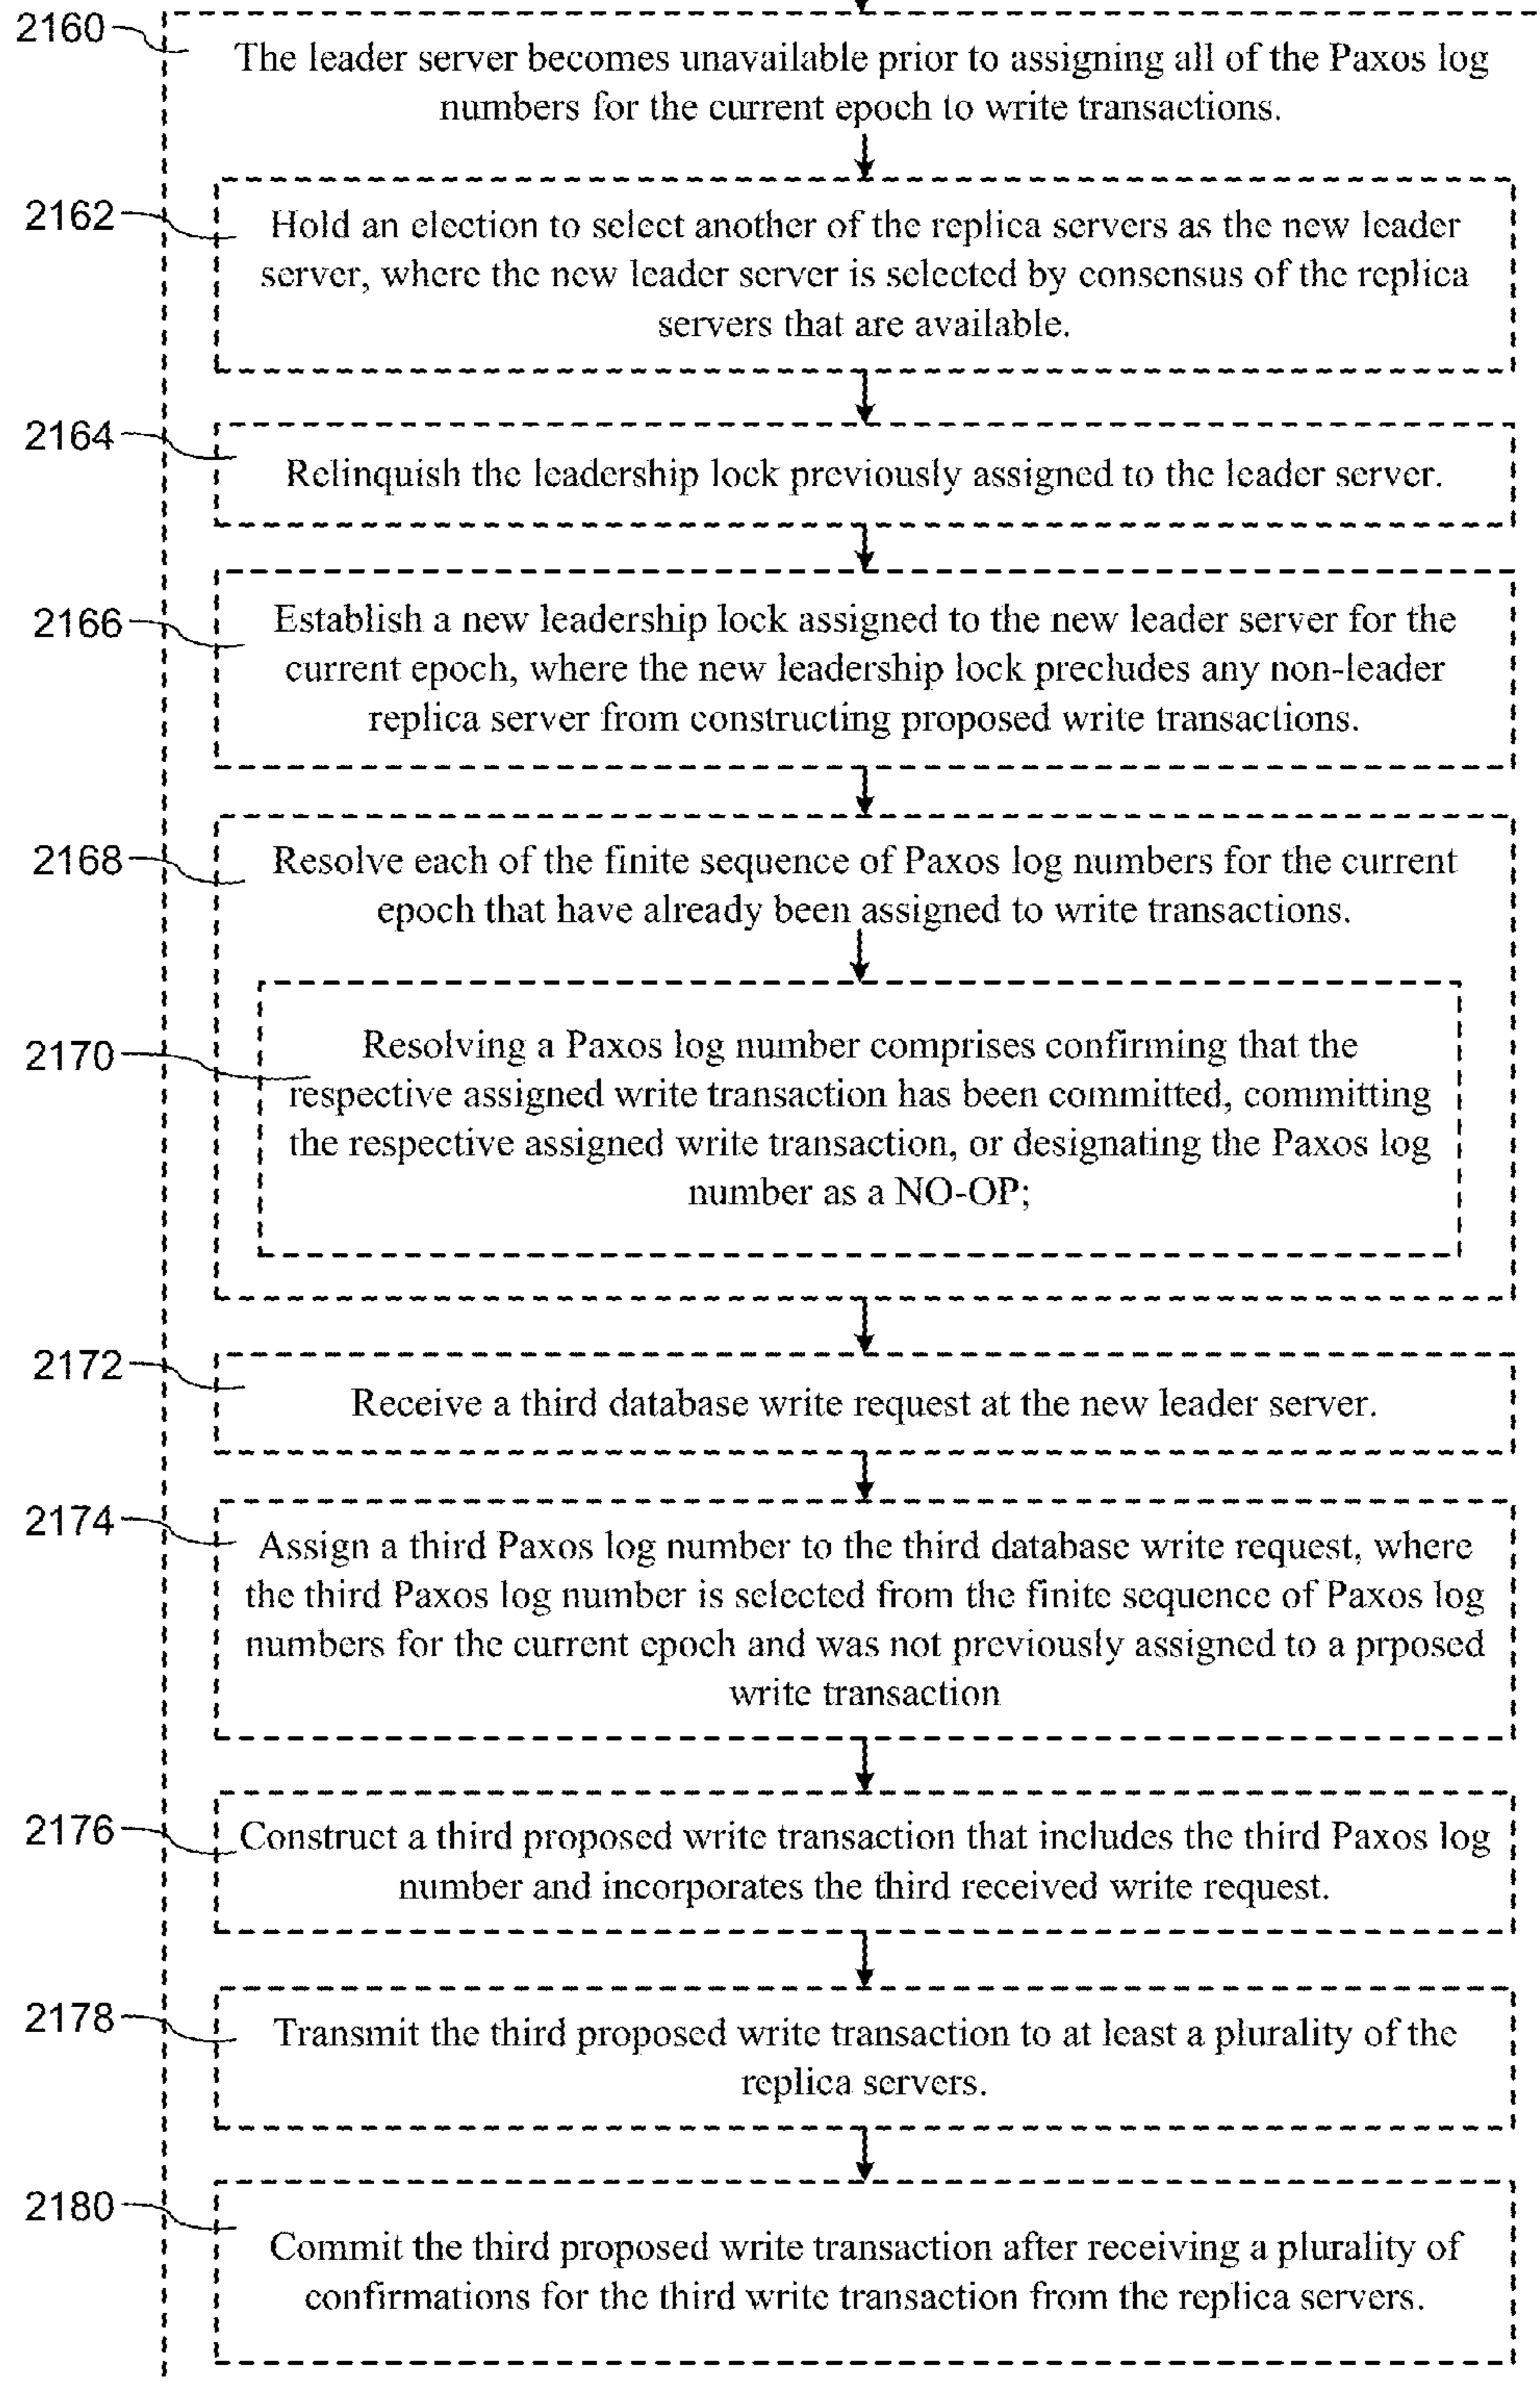 2160
The leader server becomes unavailable prior to assigning all of the Paxos log
numbers for the current epoch to write transactions.
2162
Hold an election to select another of the replica servers as the new leader
server, where the new leader server is selected by consensus of the replica
servers that are available.
2164
Relinquish the leadership lock previously assigned to the leader server.
2166
Establish a new leadership lock assigned to the new leader server for the
current epoch, where the new leadership lock precludes any non-leader
replica server from constructing proposed write transactions.
2168
Resolve each of the finite sequence of Paxos log numbers for the current
epoch that have already been assigned to write transactions.
2170
Resolving a Paxos log number comprises confirming that the
respective assigned write transaction has been committed, committing
the respective assigned write transaction, or designating the Paxos log
number as a NO-OP;
2172
Receive a third database write request at the new leader server.
2174
Assign a third Paxos log number to the third database write request, where
the third Paxos log number is selected from the finite sequence of Paxos log
numbers for the current epoch and was not previously assigned to a prposed
write transaction
2176
Construct a third proposed write transaction that includes the third Paxos log
number and incorporates the third received write request.
2178
Transmit the third proposed write transaction to at least a plurality of the
replica servers.
2180
Commit the third proposed write transaction after receiving a plurality of
confirmations for the third write transaction from the replica servers.